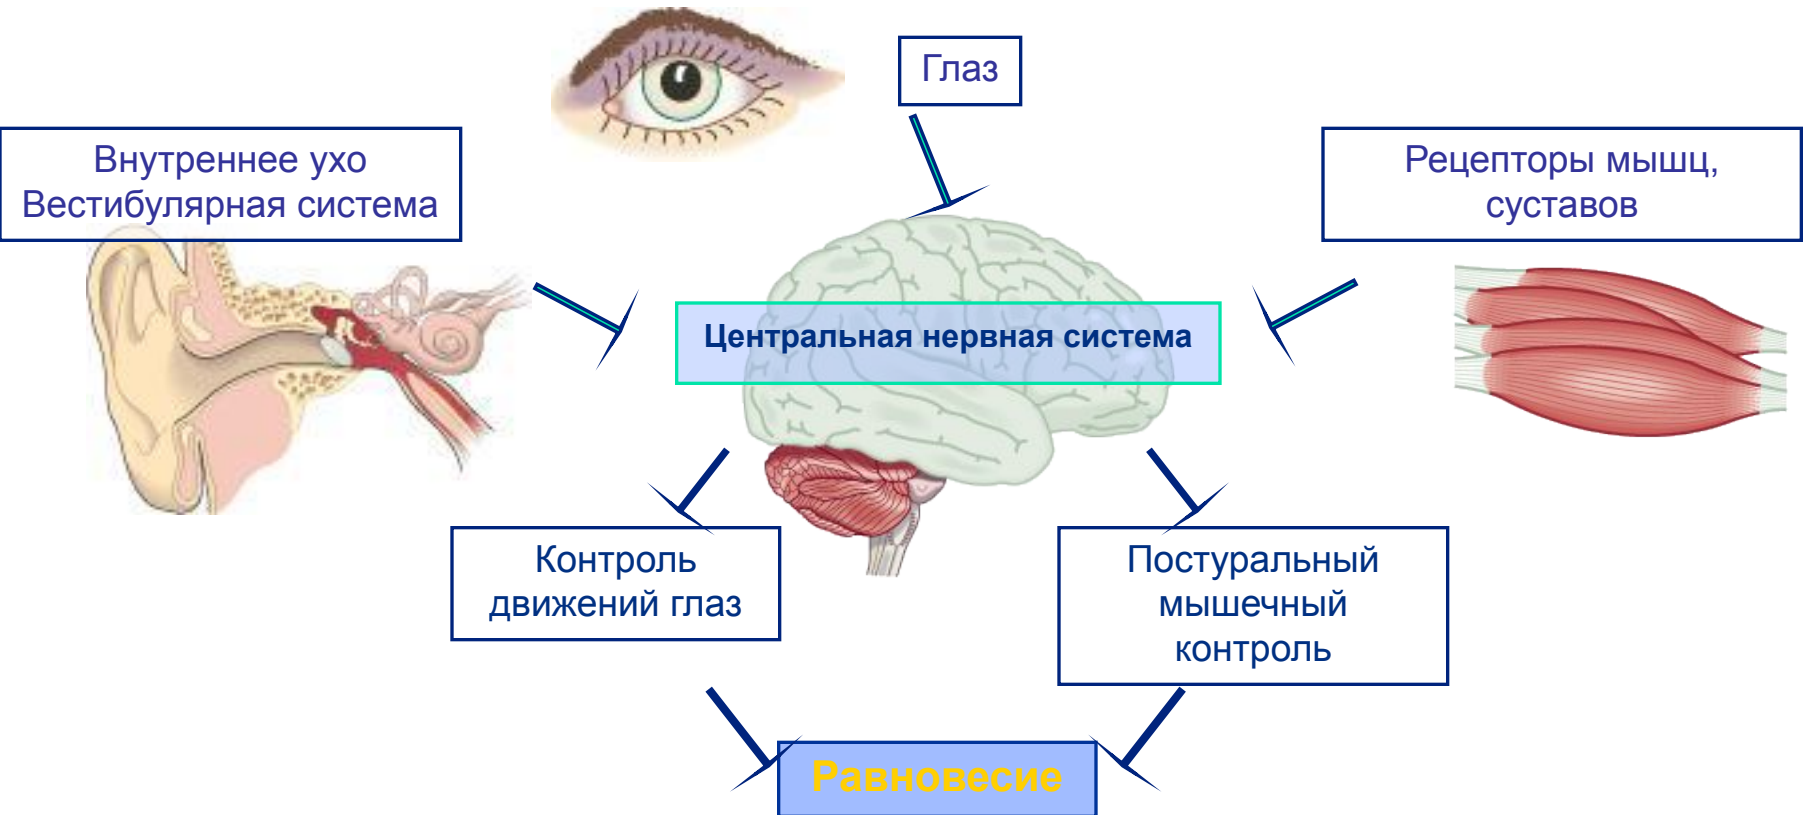 Глаз
Внутреннее ухо
Вестибулярная система
Рецепторы мышц,
суставов
Центральная нервная система
Контроль
движений глаз
Постуральный
мышечный
контроль
Равновесие